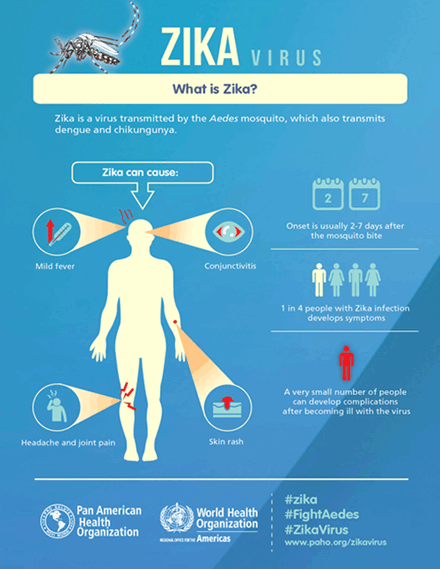 ZIKA VIRUS
What is Zika?
Zika is a virus transmitted by the Aedes mosquito, which also transmits
dengue and chikungunya.
Zika can cause:
Mild fever
Conjunctivitis
Headache and joint pain
Skin rash
2 7
Onset is usually 2-7 days after
the mosquito bite
1 in 4 people with Zika infection
develops symptoms
A very small number of people
can develop complications
after becoming ill with the virus
Pan American
Health
Organization
World Health
Organization
REGIONAL OFFICE FOR THE Americas
#zika
#FightAedes
#ZikaVirus
www.paho.org/zikavirus